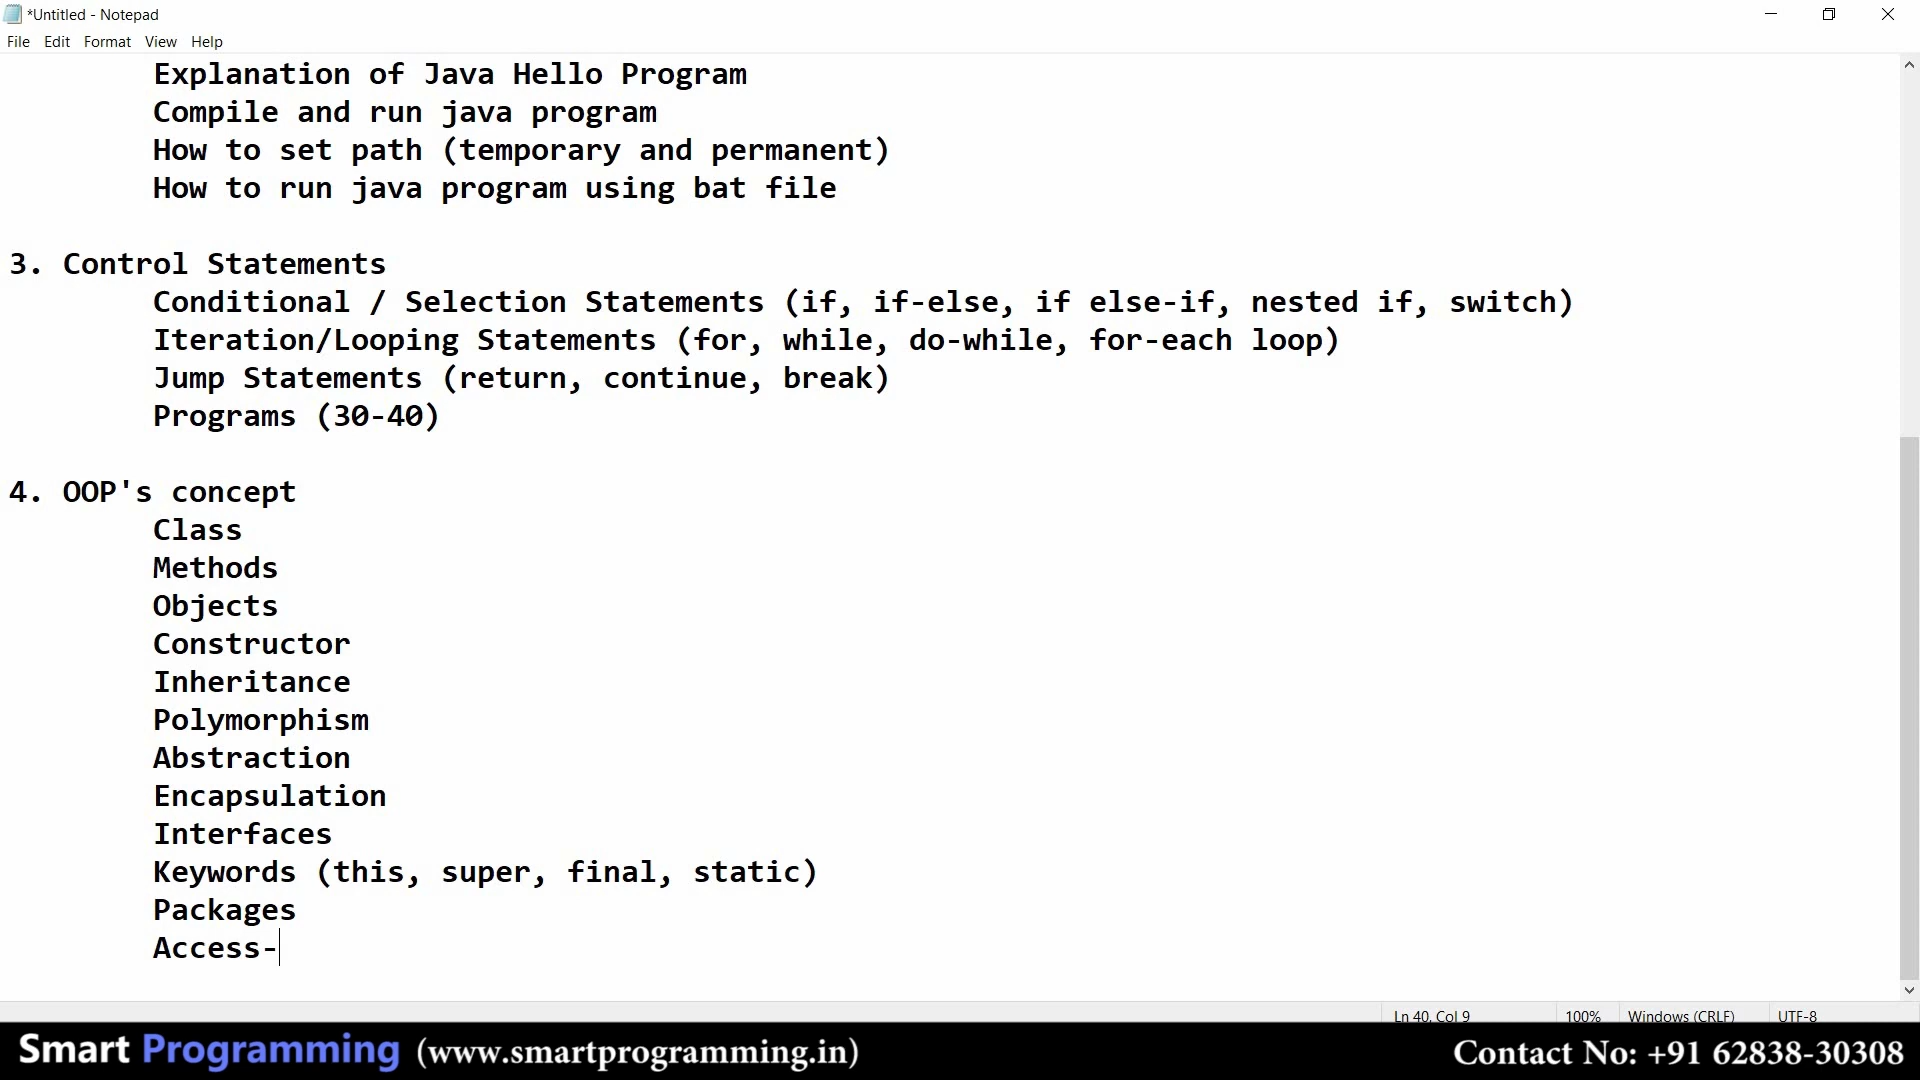 *Untitled - Notepad
File Edit Format View Help
Explanation of Java Hello Program
Compile and run java program
How to set path (temporary and permanent)
How to run java program using bat file
3. Control Statements
Conditional / Selection Statements (if, if-else, if else-if, nested if, switch)
Iteration/Looping Statements (for, while, do-while, for-each loop)
Jump Statements (return, continue, break)
Programs (30-40)
4. OOP's concept
Class
Methods
Objects
Constructor
Inheritance
Polymorphism
Abstraction
Encapsulation
Interfaces
Keywords (this, super, final, static)
Packages
Access-
Ln 40, Col 9 100% Windows (CRLF) UTF-8
Smart Programming (www.smartprogramming.in) Contact No: +91 62838-30308